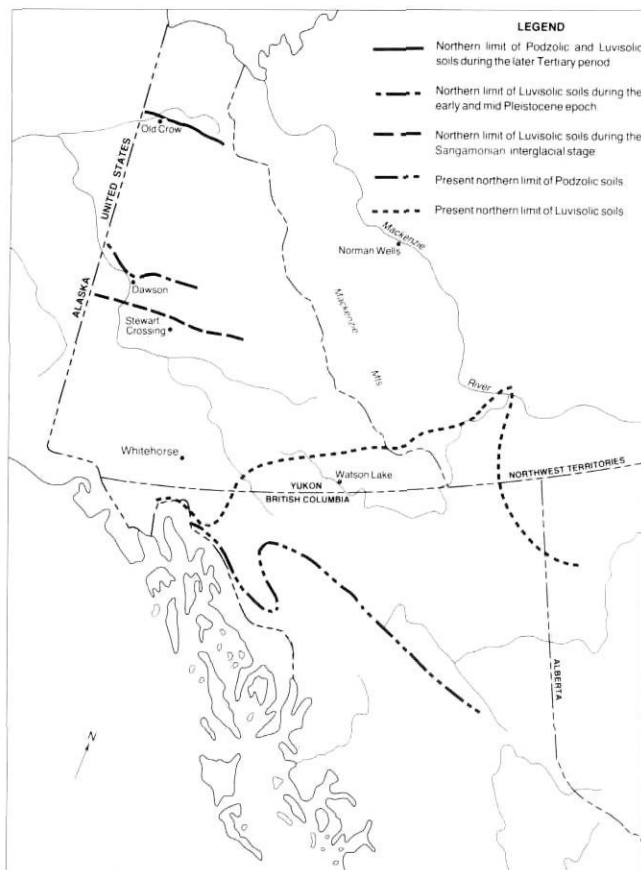 LEGEND
Northern limit of Podzolic and Luvisolic
soils during the later Tertiary period
Northern limit of Luvisolic soils during the
early and mid Pleistocene epoch
Northern limit of Luvisolic soils during the
Sangamonian interglacial stage
Present northern limit of Podzolic soils
Present northern limit of Luvisolic soils
Old Crow
UNITED STATES
ALASKA
Mackenzie
Norman Wells
Dawson
Stewart
Crossing
Mackenzie
Mts
River
Whitehorse
Watson Lake
YUKON
BRITISH COLUMBIA
NORTHWEST TERRITORIES
ALBERTA
N